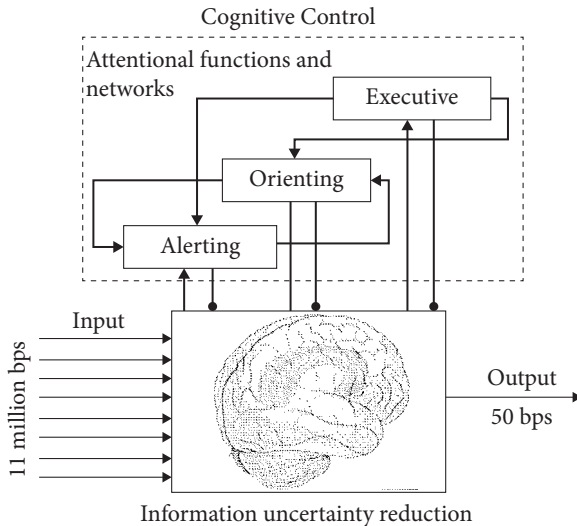 Cognitive Control
Attentional functions and
networks
Executive
Orienting
Alerting
Input
11 million bps
Output
50 bps
Information uncertainty reduction